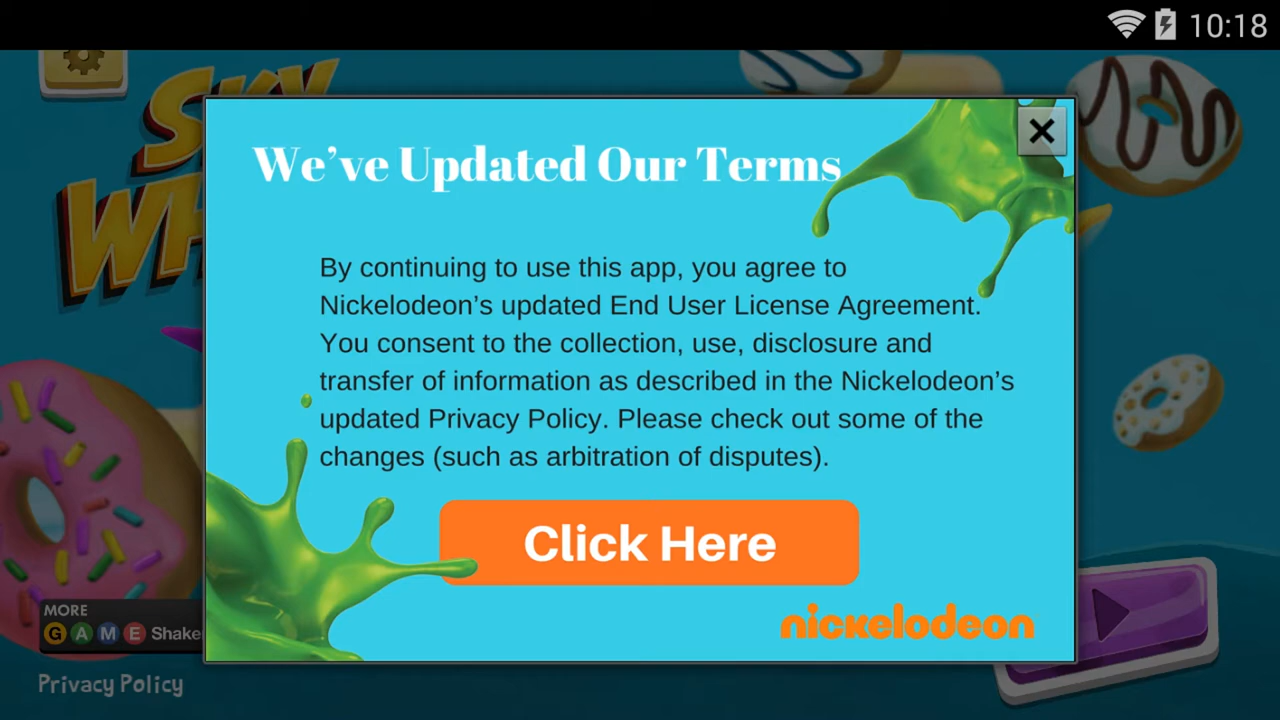 10:18
SKY
WH
We've Updated Our Terms
By continuing to use this app, you agree to
Nickelodeon's updated End User License Agreement.
You consent to the collection, use, disclosure and
transfer of information as described in the Nickelodeon's
updated Privacy Policy. Please check out some of the
changes (such as arbitration of disputes).
Click Here
nickelodeon
MORE
GAME Shake
Privacy Policy